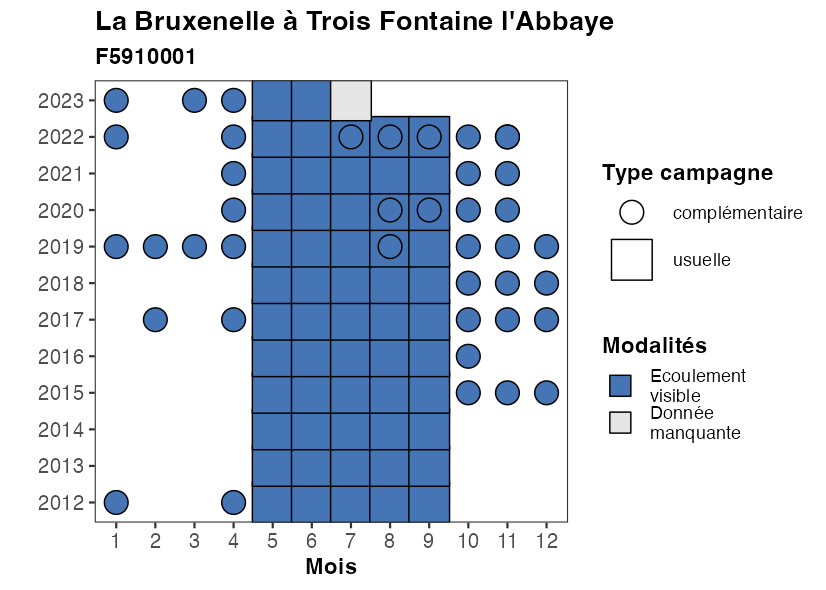 La Bruxenelle à Trois Fontaine l'Abbaye
F5910001
2023
2022
2021
2020
2019
2018
2017
2016
2015
2014
2013
2012
1 2 3 4 5 6 7 8 9 10 11 12
Mois
Type campagne
complémentaire
usuelle
Modalités
Ecoulement
visible
Donnée
manquante